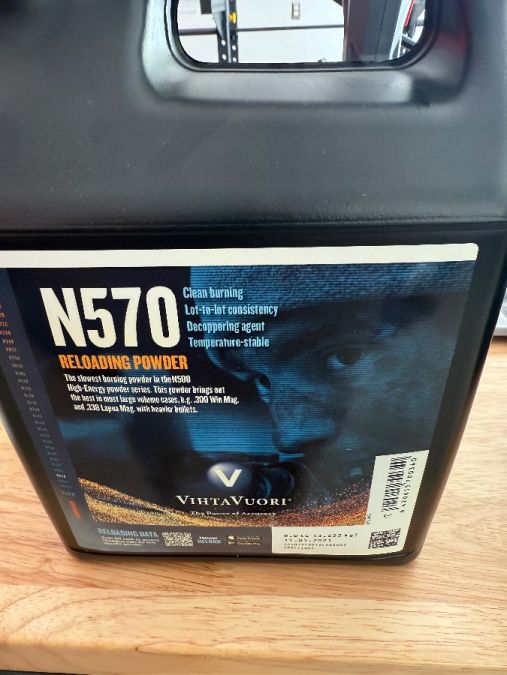 N570
Clean burning
Lot-to-lot consistency
Decoppering agent
Temperature-stable
RELOADING POWDER
The slowest burning powder in the N500
High-Energy powder series. This powder brings out
the best in most large volume cases, e.g. .300 Win Mag.
and .338 Lapua Mag. with heavier bullets.
V
VIHTAVUORI®
The Power of Accuracy
RELOADING DATA
RELOAD